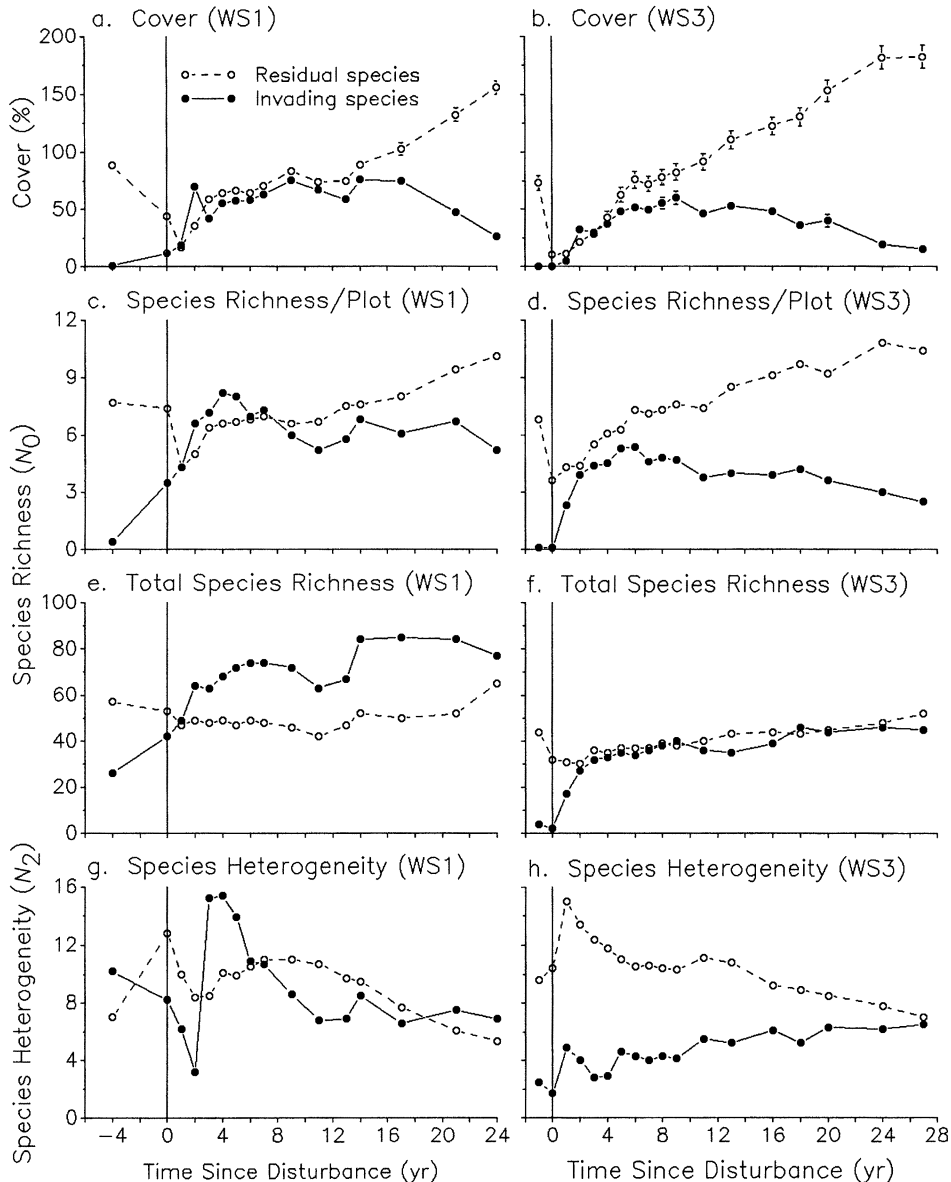 a. Cover (WS1)
b. Cover (WS3)
200
150
100
50
0
Cover (%)
Residual species
Invading species
c. Species Richness/Plot (WS1)
d. Species Richness/Plot (WS3)
12
9
6
3
0
Species Richness (N0)
e. Total Species Richness (WS1)
f. Total Species Richness (WS3)
100
80
60
40
20
0
g. Species Heterogeneity (WS1)
h. Species Heterogeneity (WS3)
16
12
8
4
0
Species Heterogeneity (N2)
−4 0 4 8 12 16 20 24
0 4 8 12 16 20 24 28
Time Since Disturbance (yr)
Time Since Disturbance (yr)